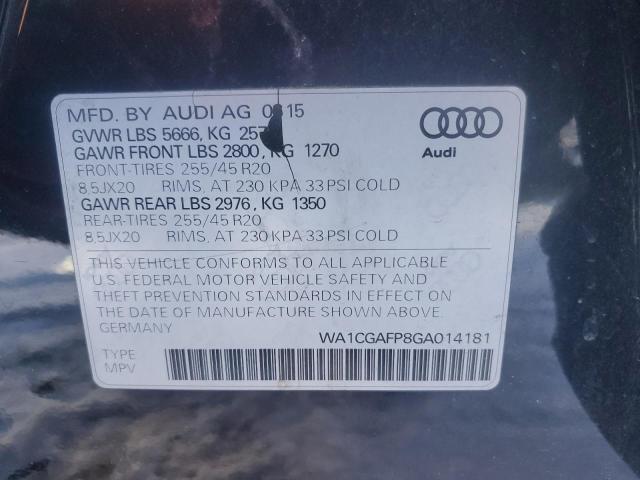 MFD. BY AUDI AG
GVWR LBS 5666, KG
GAWR FRONT LBS 2800, KG 1270
FRONT-TIRES 255/45 R20
8,5JX20 RIMS, AT 230 KPA 33 PSI COLD
GAWR REAR LBS 2976, KG 1350
REAR-TIRES 255/45 R20
8,5JX20 RIMS, AT 230 KPA 33 PSI COLD
Audi
THIS VEHICLE CONFORMS TO ALL APPLICABLE
U.S. FEDERAL MOTOR VEHICLE SAFETY AND
THEFT PREVENTION STANDARDS IN EFFECT ON
THE DATE OF MANUFACTURE SHOWN ABOVE.
GERMANY
WA1CGAFP8GA014181
TYPE
MPV